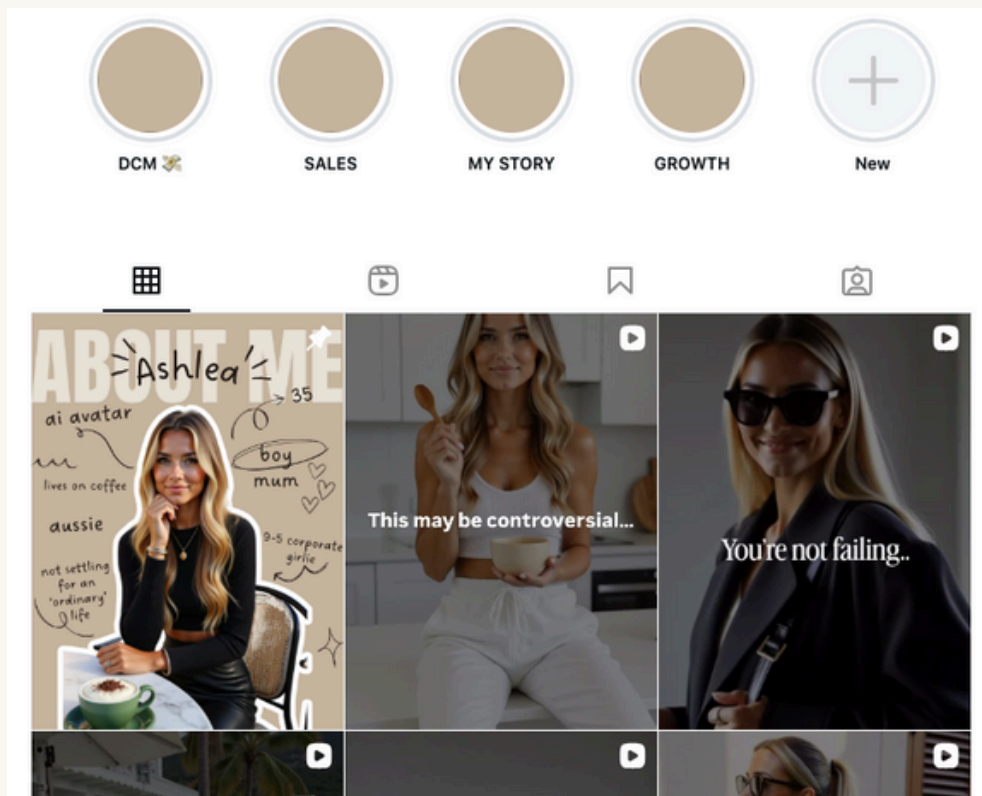 DCM 💸
SALES
MY STORY
GROWTH
New
ABOUT ME
Ashlea
35
ai avatar
boy
mum
lives on coffee
aussie
9-5 corporate
girlie
not settling
for an
'ordinary'
life
This may be controversial...
You're not failing..